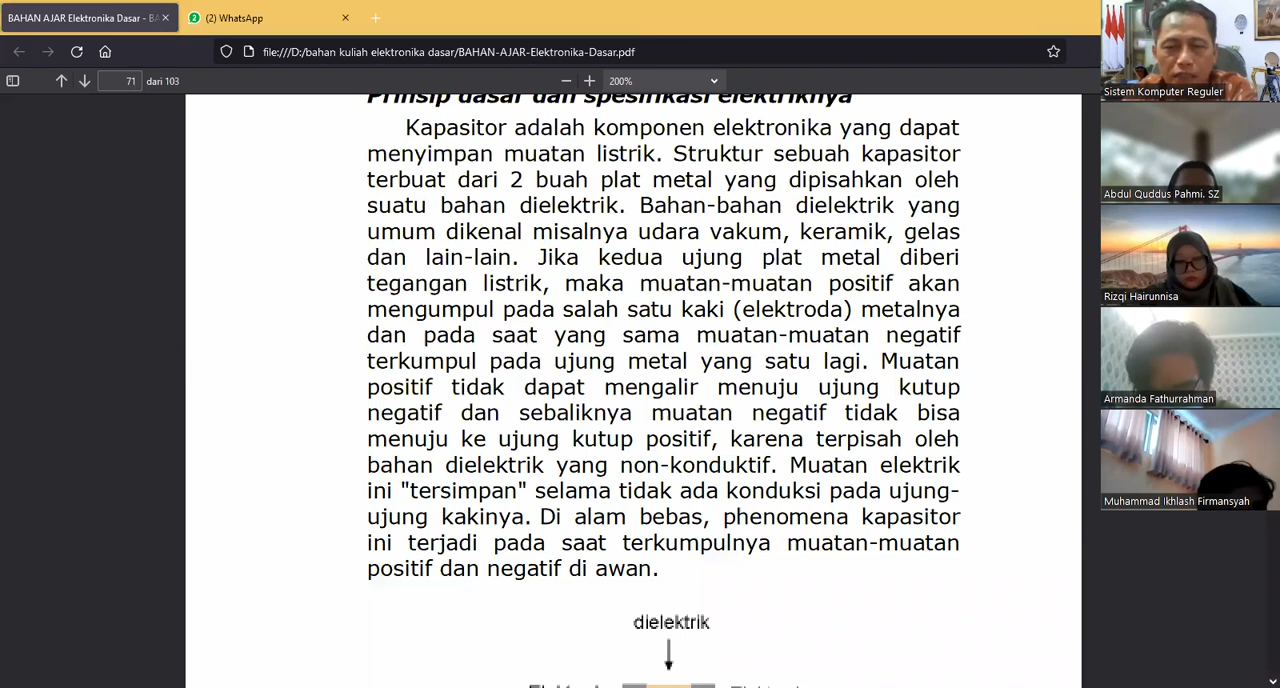 BAHAN AJAR Elektronika Dasar - BA
2 (2) WhatsApp
file:///D:/bahan kuliah elektronika dasar/BAHAN-AJAR-Elektronika-Dasar.pdf
71 dari 103
200%
Prinsip dasar dan spesifikasi elektriknya
Kapasitor adalah komponen elektronika yang dapat
menyimpan muatan listrik. Struktur sebuah kapasitor
terbuat dari 2 buah plat metal yang dipisahkan oleh
suatu bahan dielektrik. Bahan-bahan dielektrik yang
umum dikenal misalnya udara vakum, keramik, gelas
dan lain-lain. Jika kedua ujung plat metal diberi
tegangan listrik, maka muatan-muatan positif akan
mengumpul pada salah satu kaki (elektroda) metalnya
dan pada saat yang sama muatan-muatan negatif
terkumpul pada ujung metal yang satu lagi. Muatan
positif tidak dapat mengalir menuju ujung kutup
negatif dan sebaliknya muatan negatif tidak bisa
menuju ke ujung kutup positif, karena terpisah oleh
bahan dielektrik yang non-konduktif. Muatan elektrik
ini "tersimpan" selama tidak ada konduksi pada ujung-
ujung kakinya. Di alam bebas, phenomena kapasitor
ini terjadi pada saat terkumpulnya muatan-muatan
positif dan negatif di awan.
dielektrik
Sistem Komputer Reguler
Abdul Quddus Pahmi. SZ
Rizqi Hairunnisa
Armanda Fathurrahman
Muhammad Ikhlash Firmansyah